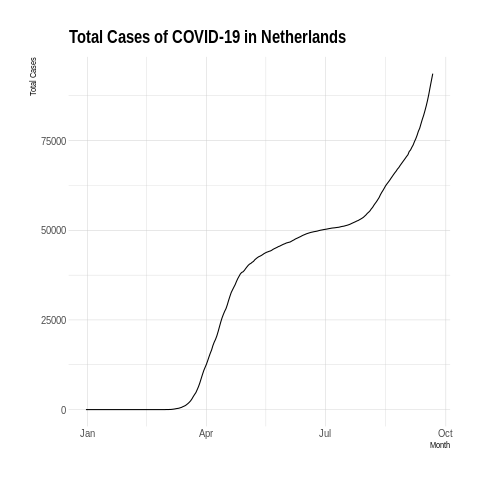 Total Cases of COVID-19 in Netherlands
Total Cases
75000
50000
25000
0
Jan Apr Jul Oct
Month